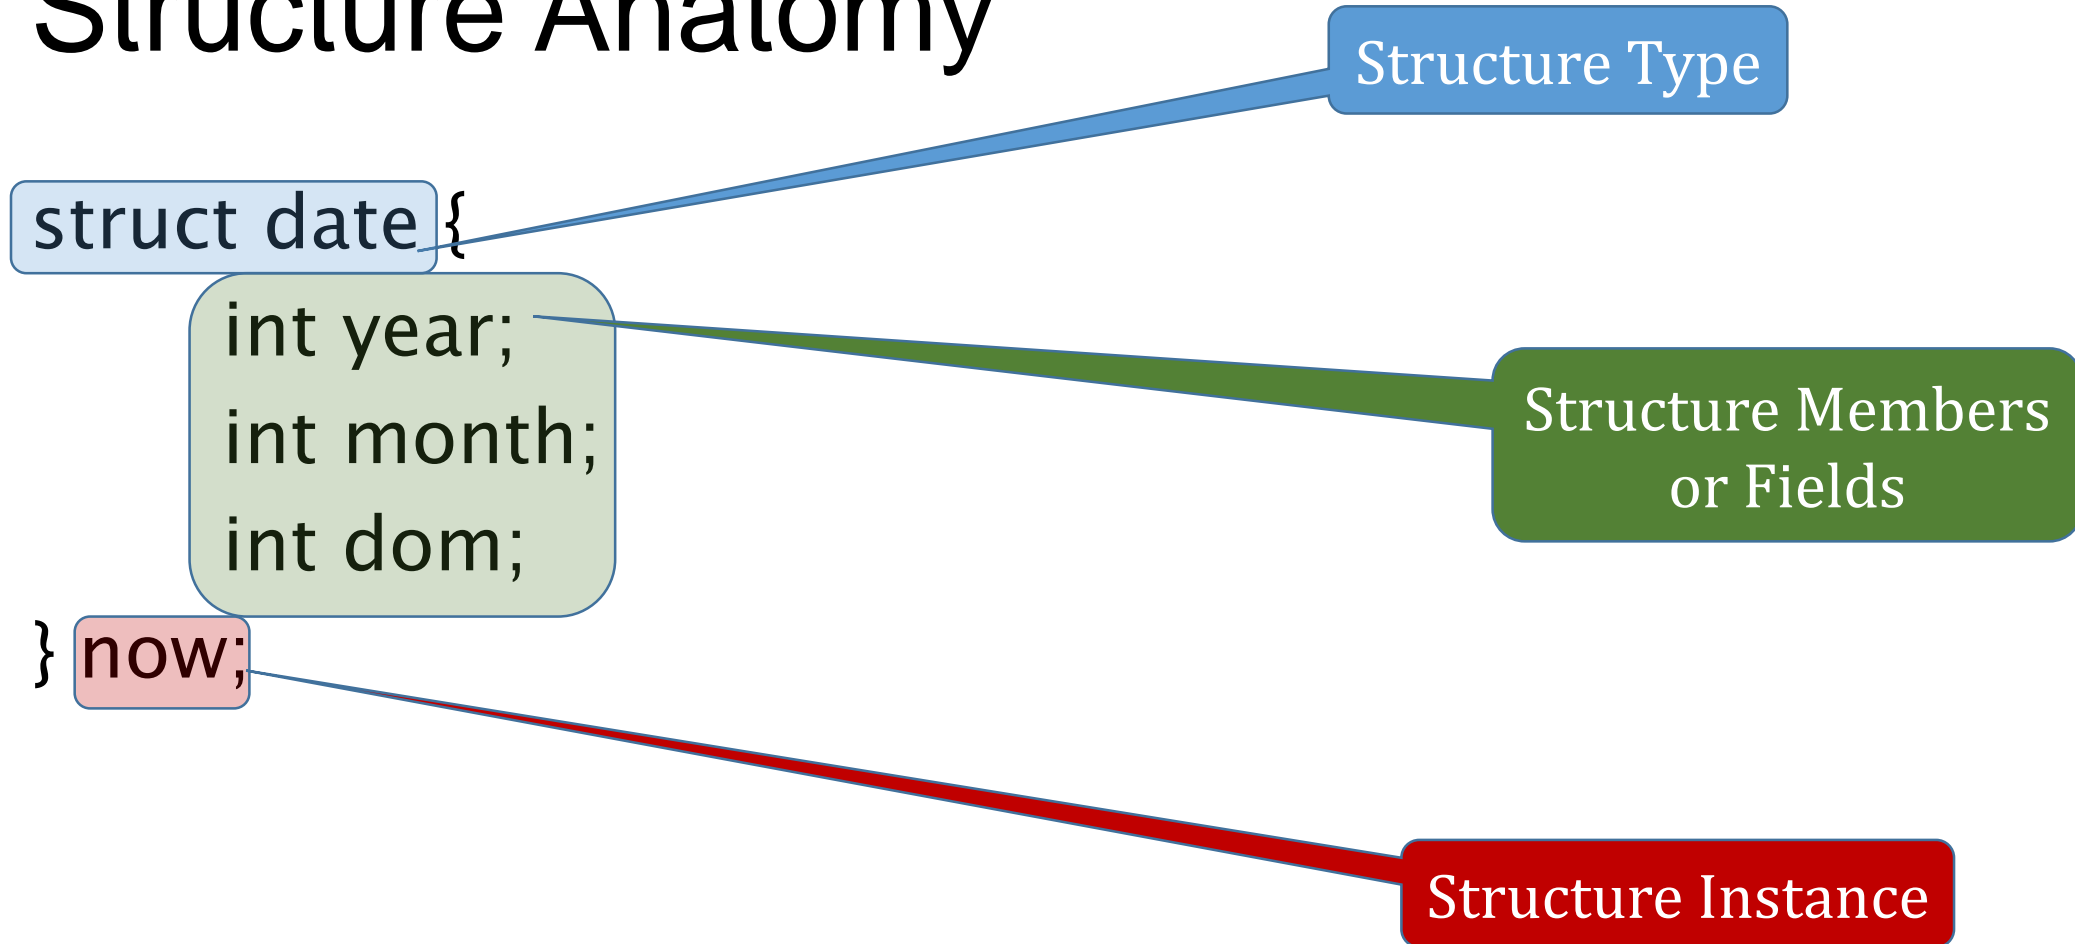 Structure Anatomy
Structure Type
struct date {
int year;
int month;
int dom;
} now;
Structure Members
or Fields
Structure Instance